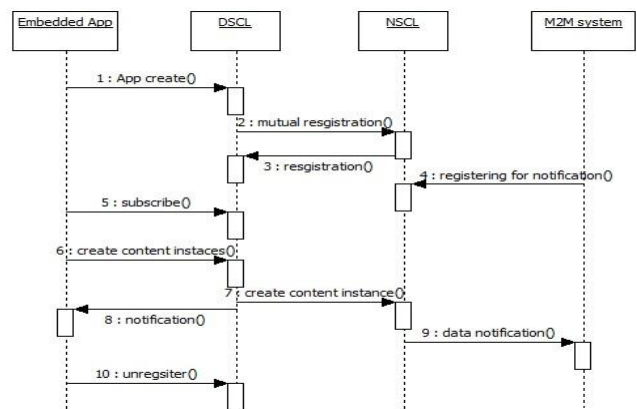 Embedded App
DSCL
NSCL
M2M system
1 : App create()
2 : mutual resgistration()
3 : resgistration()
4 : registering for notification()
5 : subscribe()
6 : create content instaces()
7 : create content instance()
8 : notification()
9 : data notification()
10 : unregsiter()